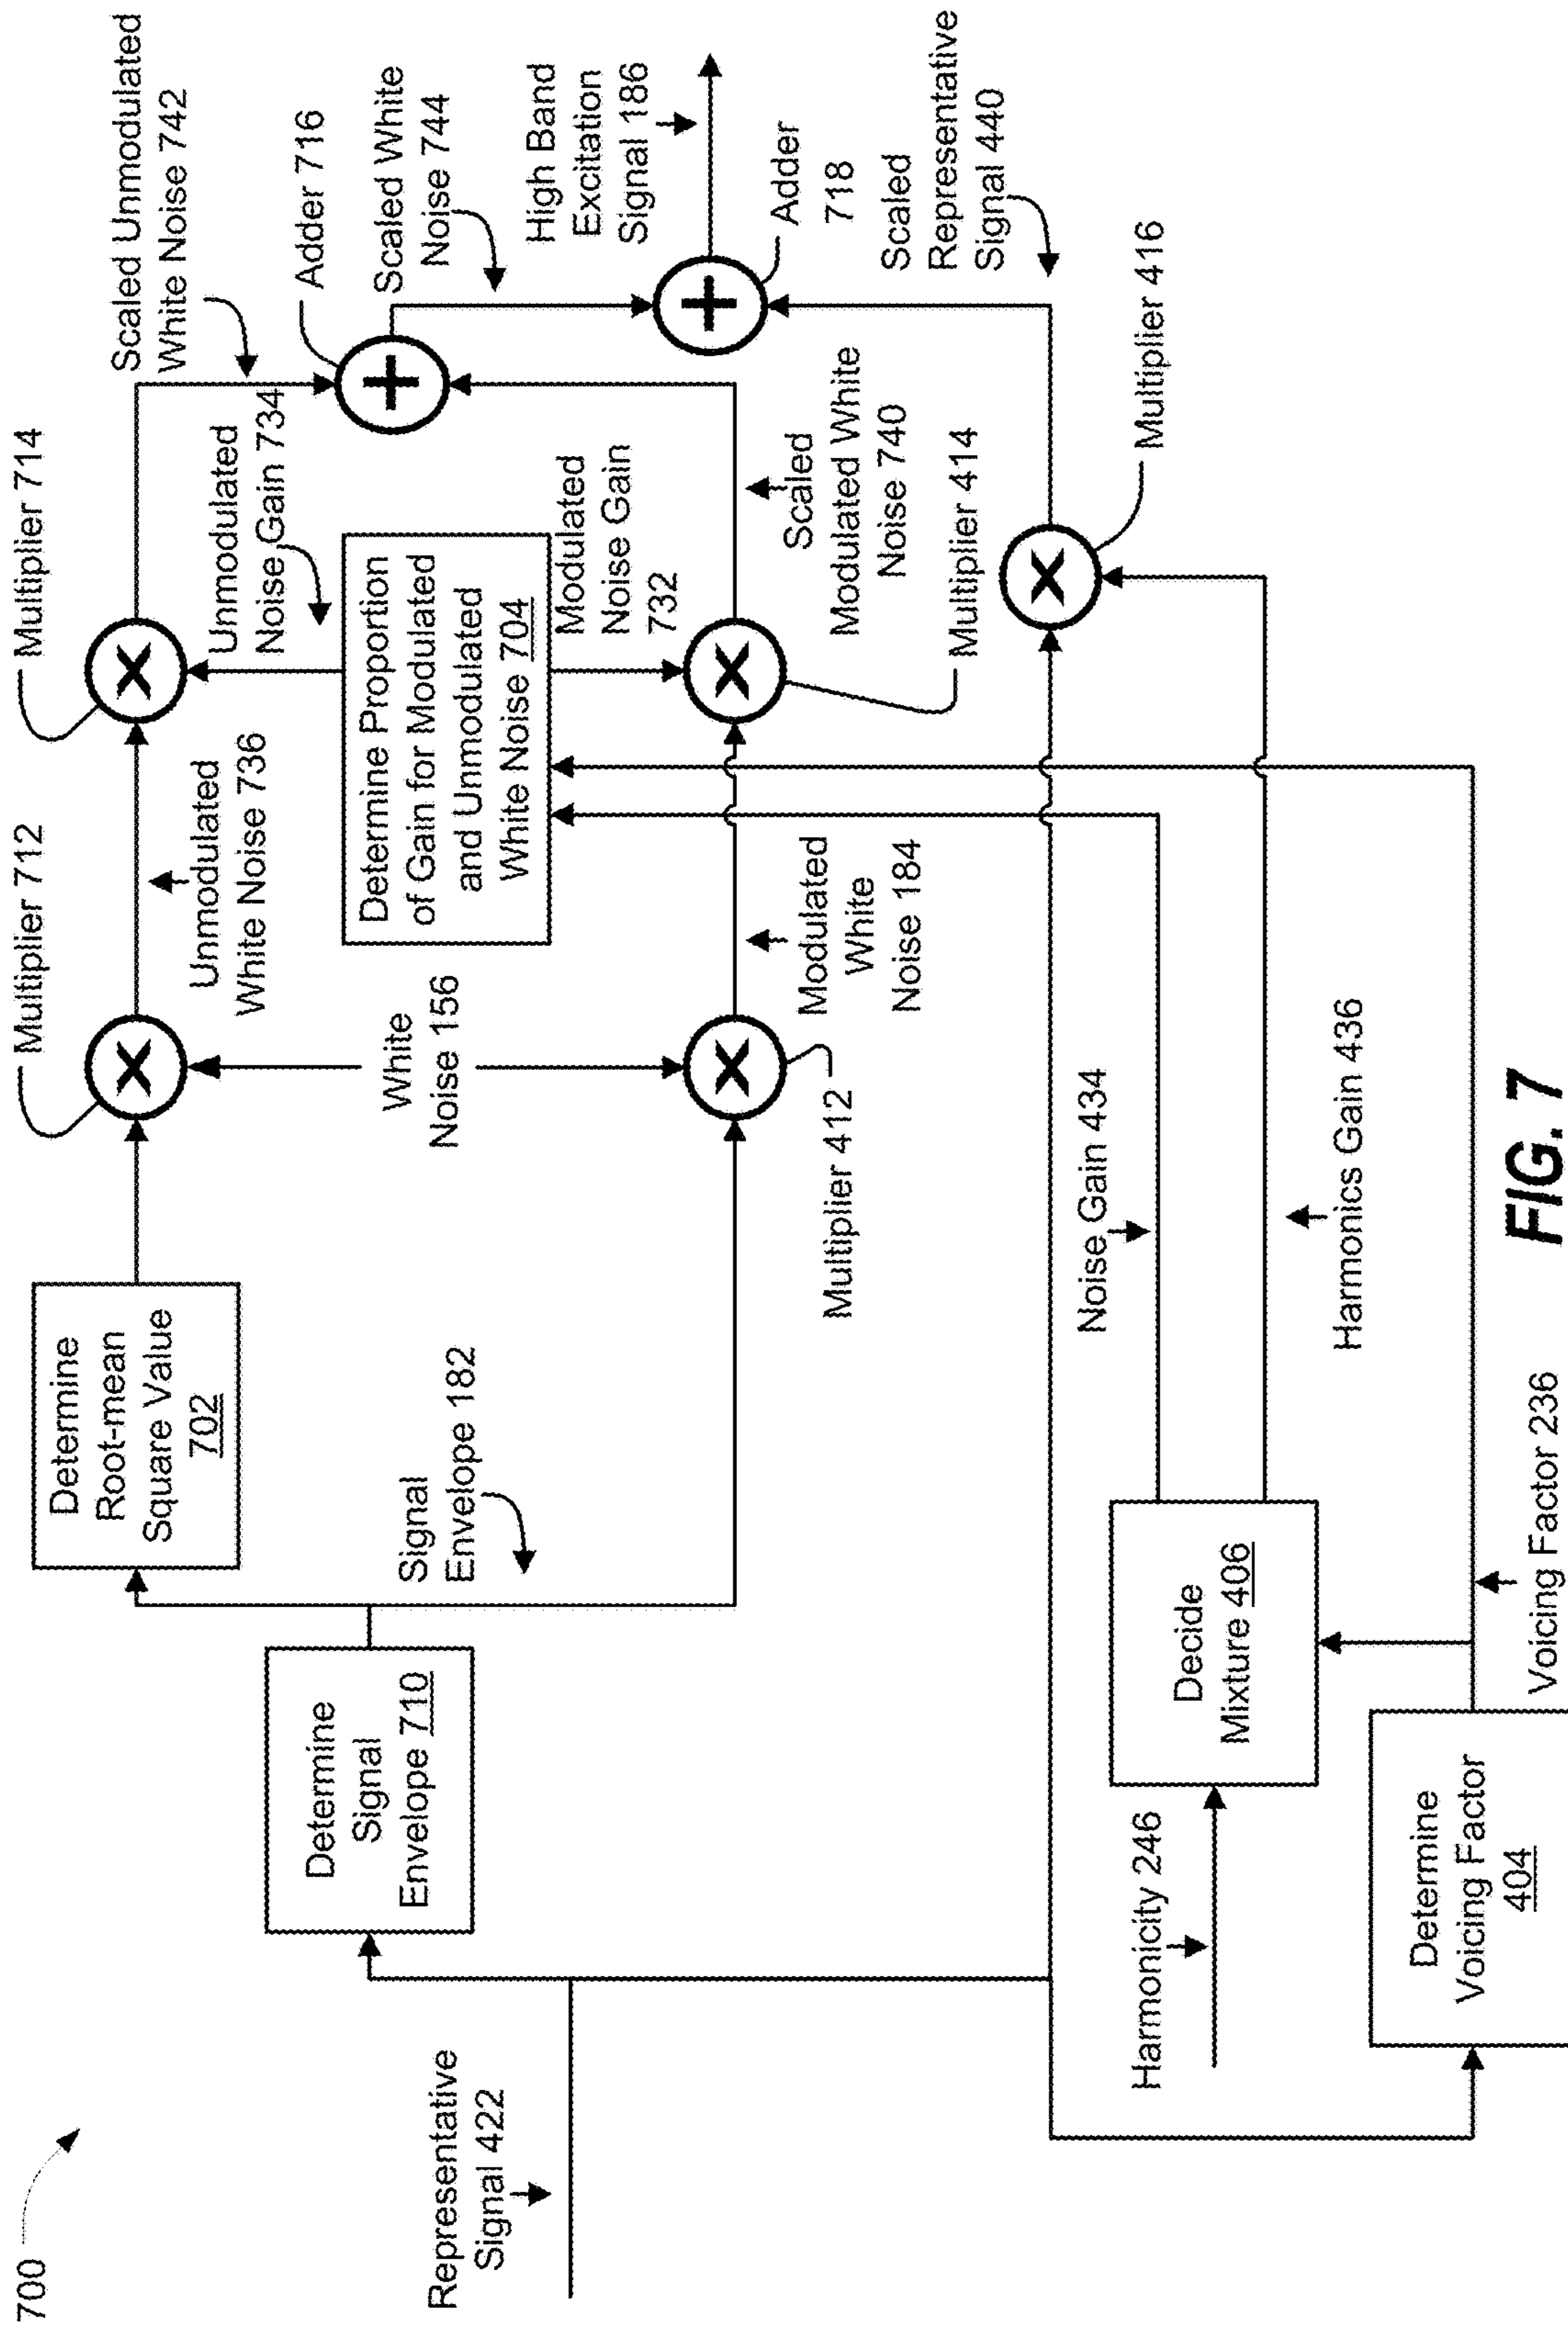 700
Representative
Signal 422
Determine
Signal
Envelope 710
Signal
Envelope 182
Determine
Root-mean
Square Value
702
Multiplier 712
White
Noise 156
Multiplier 412
Unmodulated
White Noise 736
Modulated
White
Noise 184
Multiplier 714
Unmodulated
Noise Gain 734
Determine Proportion
of Gain for Modulated
and Unmodulated
White Noise 704
Modulated
Noise Gain
732
Multiplier 414
Scaled
Modulated White
Noise 740
Scaled Unmodulated
White Noise 742
Adder 716
Scaled White
Noise 744
High Band
Excitation
Signal 186
Adder
718
Scaled
Representative
Signal 440
Multiplier 416
Harmonicity 246
Decide
Mixture 406
Noise Gain 434
Harmonics Gain 436
Determine
Voicing Factor
404
Voicing Factor 236
FIG. 7